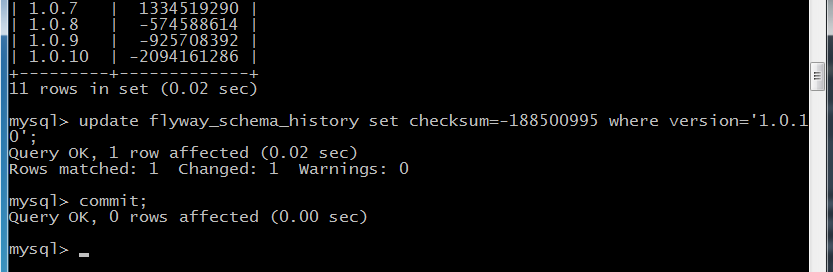 | 1.0.7   |  1334519290 |
| 1.0.8   |  -574588614 |
| 1.0.9   |  -925708392 |
| 1.0.10  | -2094161286 |
+---------+-------------+
11 rows in set (0.02 sec)
mysql> update flyway_schema_history set checksum=-188500995 where version='1.0.1
0';
Query OK, 1 row affected (0.02 sec)
Rows matched: 1  Changed: 1  Warnings: 0
mysql> commit;
Query OK, 0 rows affected (0.00 sec)
mysql> _